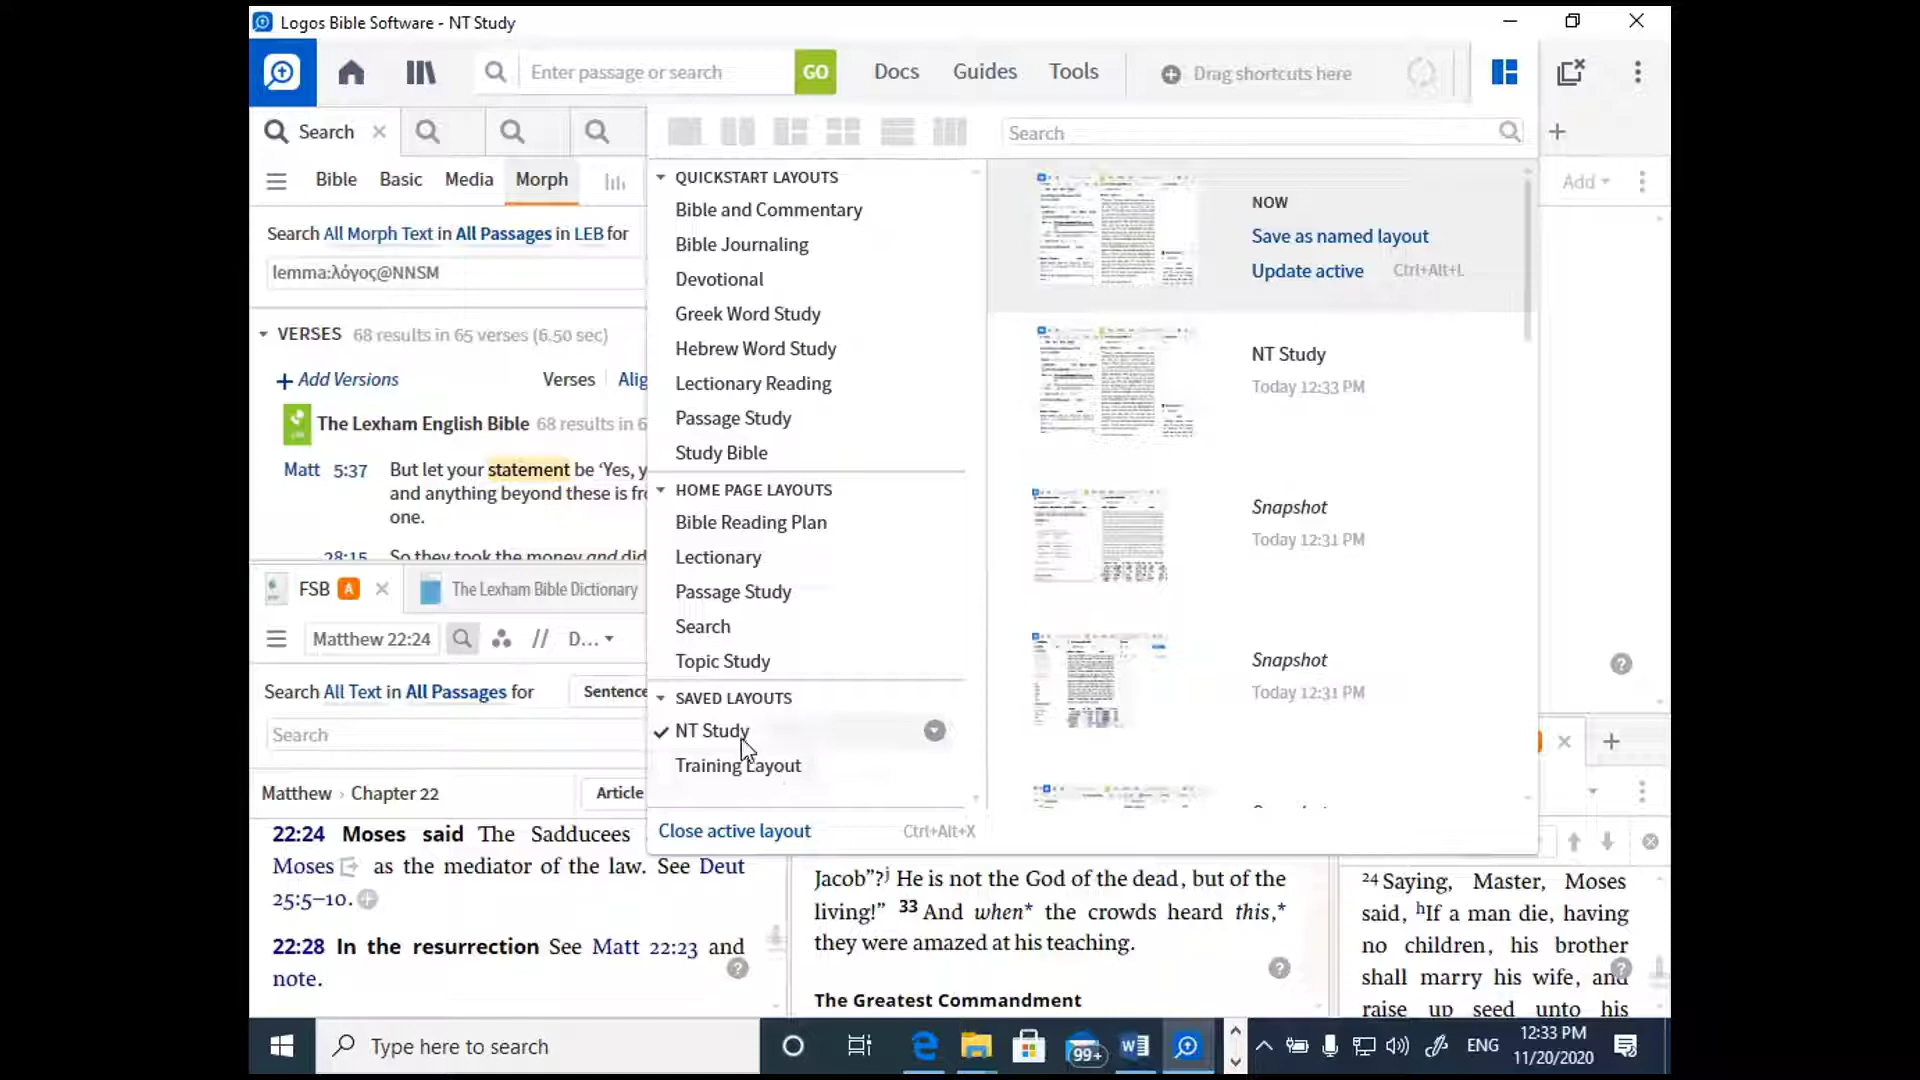 Logos Bible Software - NT Study
Enter passage or search
GO
Docs
Guides
Tools
Drag shortcuts here
Search
Search
Bible
Basic
Media
Morph
Add
Search All Morph Text in All Passages in LEB for
lemma:λόγος@NNSM
VERSES 68 results in 65 verses (6.50 sec)
Add Versions
Verses
The Lexham English Bible 68 results in 6
Matt 5:37 But let your statement be ‘Yes, y
and anything beyond these is fr
one.
28:15 So they took the money and did
FSB A
The Lexham Bible Dictionary
Matthew 22:24
// D...
Search All Text in All Passages for
Sentence
Search
Matthew › Chapter 22
Article
22:24 Moses said The Sadducees
Moses as the mediator of the law. See Deut
25:5–10.
22:28 In the resurrection See Matt 22:23 and
note.
QUICKSTART LAYOUTS
Bible and Commentary
Bible Journaling
Devotional
Greek Word Study
Hebrew Word Study
Lectionary Reading
Passage Study
Study Bible
HOME PAGE LAYOUTS
Bible Reading Plan
Lectionary
Passage Study
Search
Topic Study
SAVED LAYOUTS
NT Study
Training Layout
Close active layout Ctrl+Alt+X
NOW
Save as named layout
Update active Ctrl+Alt+L
NT Study
Today 12:33 PM
Snapshot
Today 12:31 PM
Snapshot
Today 12:31 PM
Jacob”?j He is not the God of the dead, but of the
living!” 33 And when* the crowds heard this,*
they were amazed at his teaching.
The Greatest Commandment
24 Saying, Master, Moses
said, hIf a man die, having
no children, his brother
shall marry his wife, and
raise up seed unto his
Type here to search
99+
ENG
12:33 PM
11/20/2020